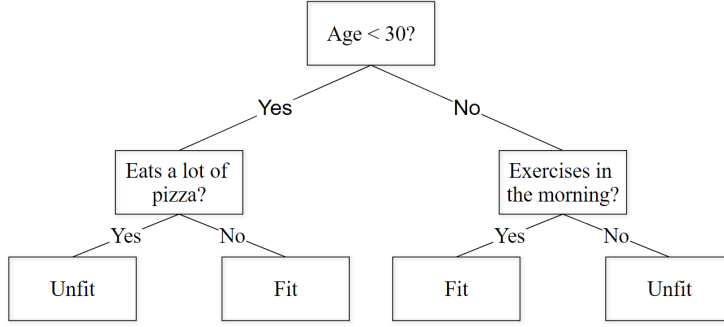 Age < 30?
Yes
No
Eats a lot of
pizza?
Exercises in
the morning?
Yes
No
Yes
No
Unfit
Fit
Fit
Unfit